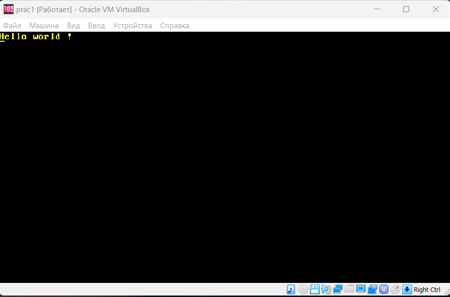 prac1 [Работает] - Oracle VM VirtualBox
Файл Машина Вид Ввод Устройства Справка
Hello world !
Right Ctrl